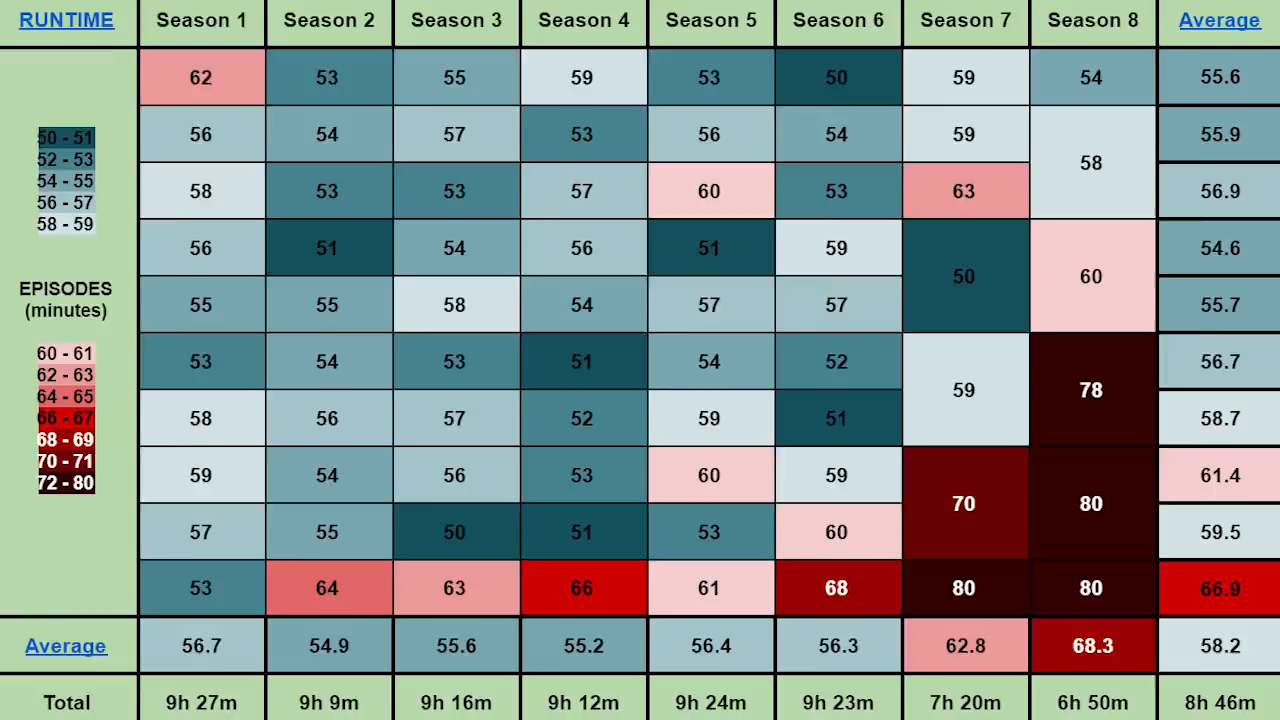 RUNTIME Season 1 Season 2 Season 3 Season 4 Season 5 Season 6 Season 7 Season 8 Average
62 53 55 59 53 50 59 54 55.6
50 - 51 56 54 57 53 56 54 59 55.9
52 - 53
58
54 - 55
56 - 57 58 53 53 57 60 53 63 56.9
58 - 59
56 51 54 56 51 59 54.6
50 60
EPISODES
(minutes) 55 55 58 54 57 57 55.7
60 - 61 53 54 53 51 54 52 56.7
62 - 63
59 78
64 - 65
66 - 67 58 56 57 52 59 51 58.7
68 - 69
70 - 71
72 - 80 59 54 56 53 60 59 61.4
70 80
57 55 50 51 53 60 59.5
53 64 63 66 61 68 80 80 66.9
Average 56.7 54.9 55.6 55.2 56.4 56.3 62.8 68.3 58.2
Total 9h 27m 9h 9m 9h 16m 9h 12m 9h 24m 9h 23m 7h 20m 6h 50m 8h 46m